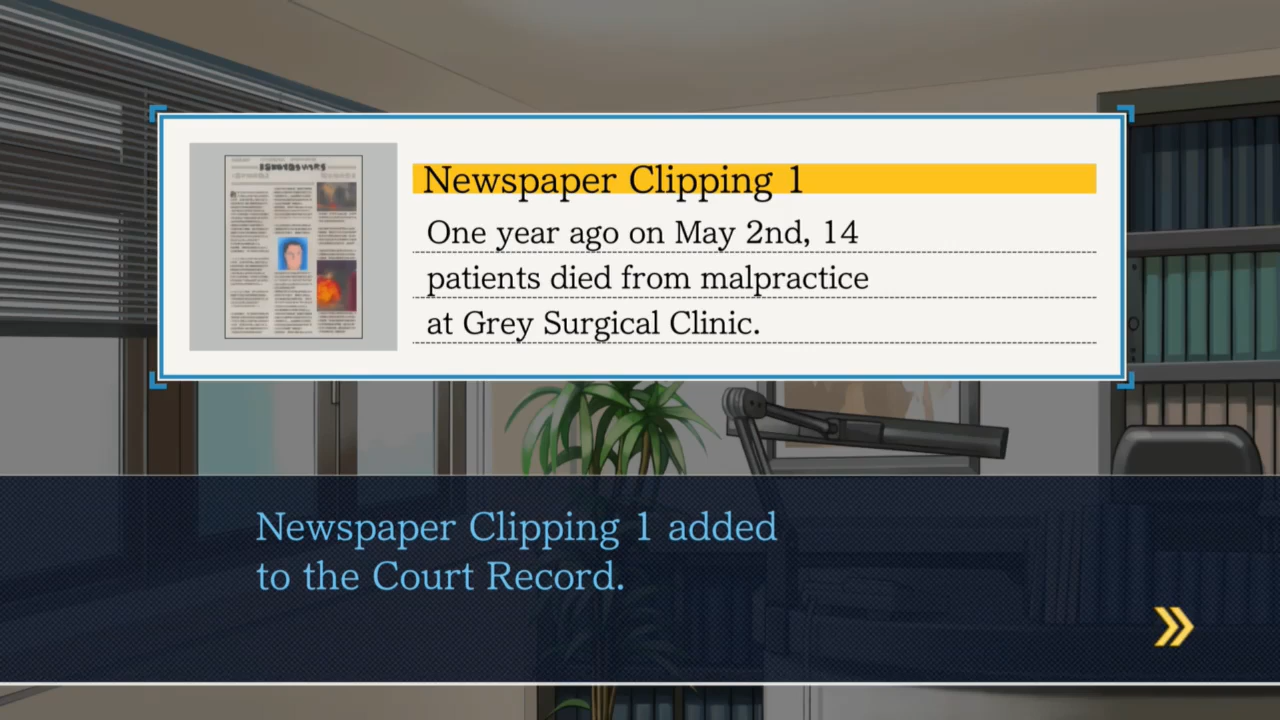 Newspaper Clipping 1
One year ago on May 2nd, 14
patients died from malpractice
at Grey Surgical Clinic.
Newspaper Clipping 1 added
to the Court Record.